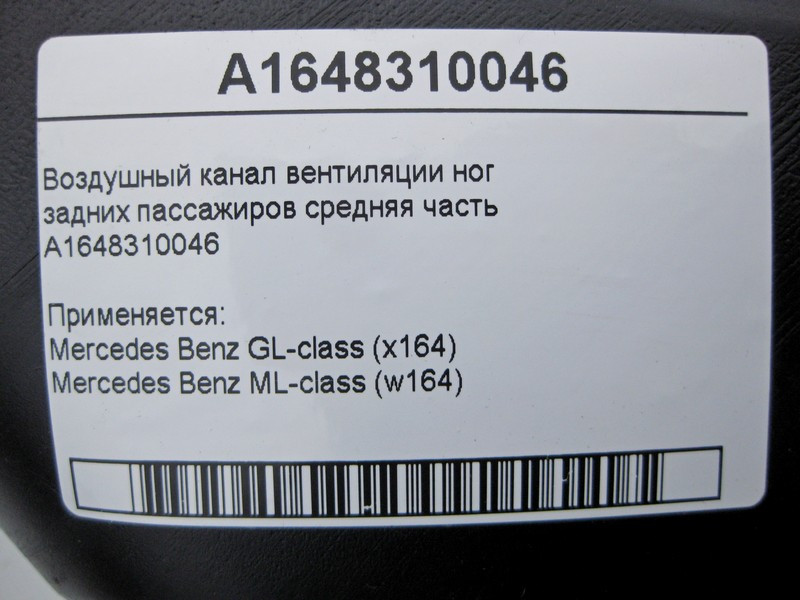 A1648310046
Воздушный канал вентиляции ног
задних пассажиров средняя часть
A1648310046
Применяется:
Mercedes Benz GL-class (x164)
Mercedes Benz ML-class (w164)